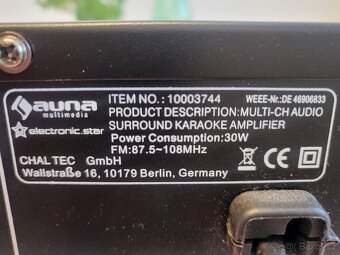 auna
multimedia
electronic.star
ITEM NO.: 10003744 WEEE-Nr.:DE 46906833
PRODUCT DESCRIPTION:MULTI-CH AUDIO
SURROUND KARAOKE AMPLIFIER
Power Consumption:30W
FM:87.5~108MHz
CHAL TEC GmbH
Wallstraße 16, 10179 Berlin, Germany
CE